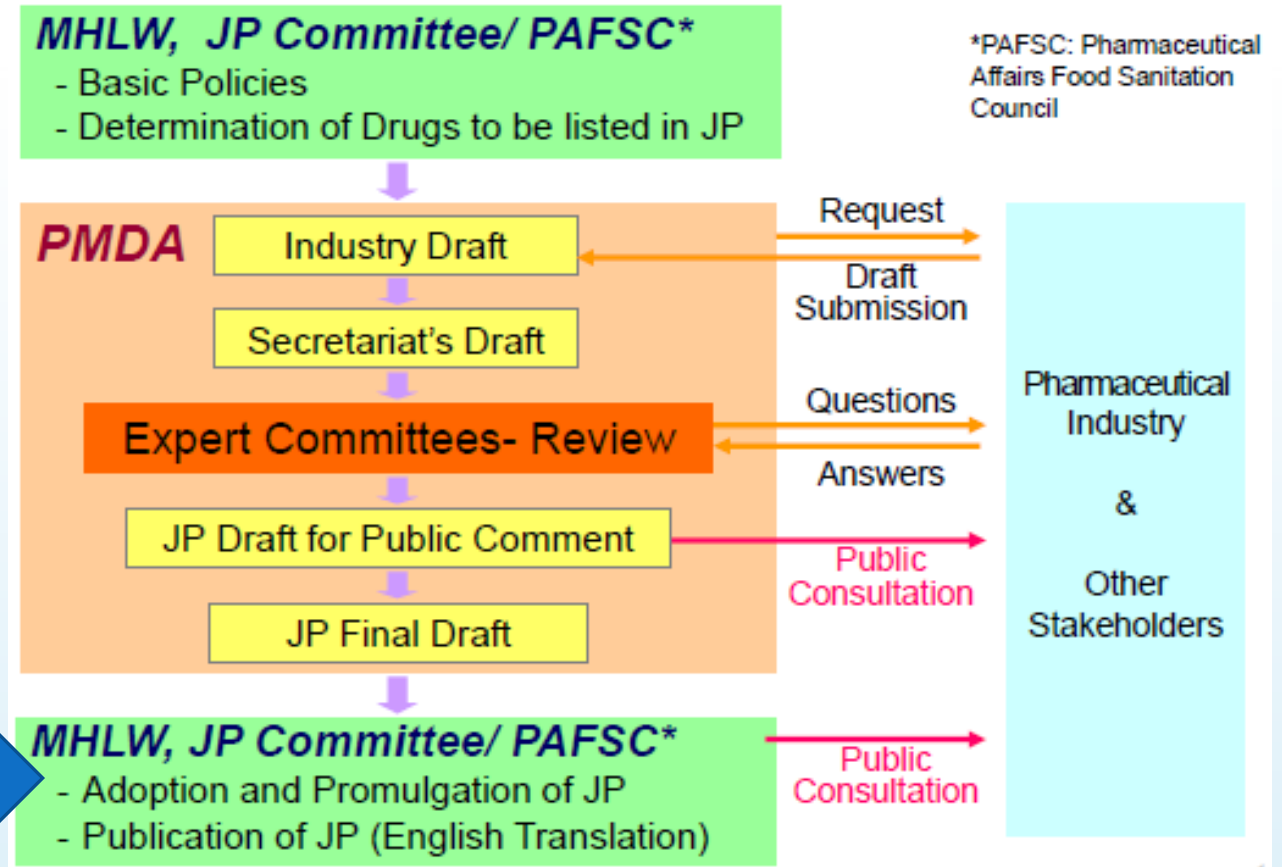 MHLW, JP Committee/ PAFSC*
- Basic Policies
- Determination of Drugs to be listed in JP
*PAFSC: Pharmaceutical
Affairs Food Sanitation
Council
PMDA
Industry Draft
Secretariat's Draft
Expert Committees- Review
JP Draft for Public Comment
JP Final Draft
Request
Draft
Submission
Questions
Answers
Public
Consultation
Pharmaceutical
Industry
&
Other
Stakeholders
MHLW, JP Committee/ PAFSC*
- Adoption and Promulgation of JP
- Publication of JP (English Translation)
Public
Consultation